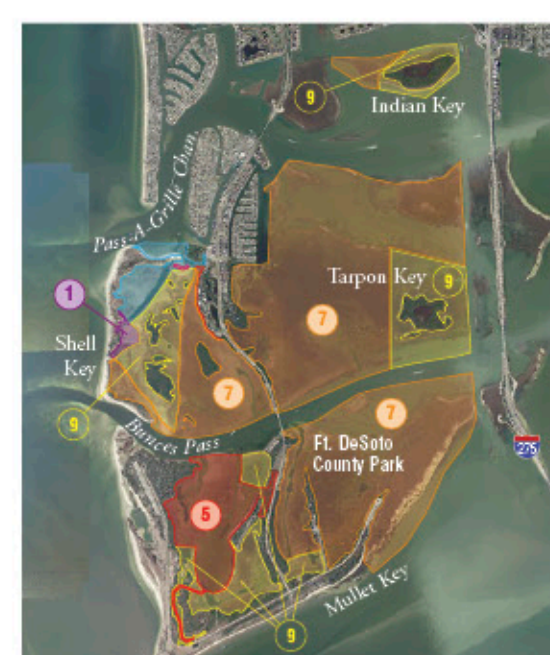 9
Indian Key
Pass-A-Grille Chan.
Tarpon Key
9
1
7
Shell
Key
7
7
9
Bunces Pass
Ft. DeSoto
County Park
275
5
Mullet Key
9